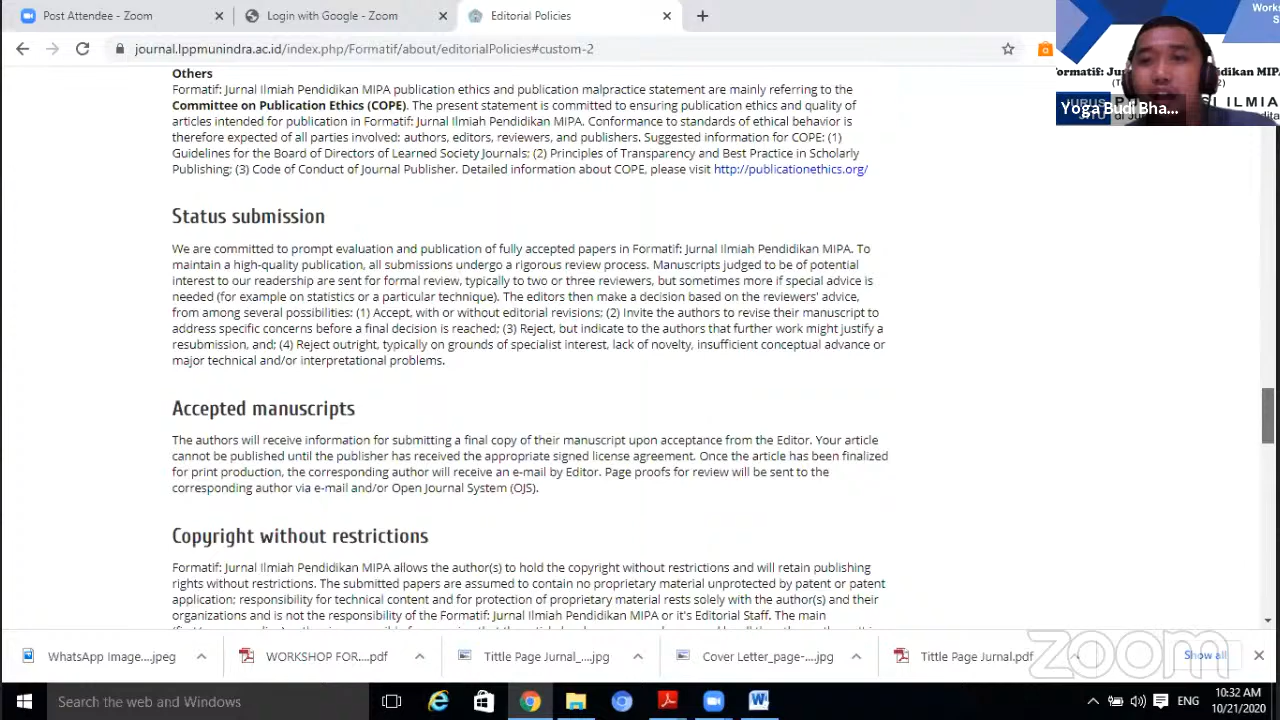 Post Attendee - Zoom
Login with Google - Zoom
Editorial Policies
journal.lppmunindra.ac.id/index.php/Formatif/about/editorialPolicies#custom-2
Works
S
Formatif: Ju
idikan MIPA
Yoga Budi Bha...
Others
Formatif: Jurnal Ilmiah Pendidikan MIPA publication ethics and publication malpractice statement are mainly referring to the
Committee on Publication Ethics (COPE). The present statement is committed to ensuring publication ethics and quality of
articles intended for publication in Formatif: Jurnal Ilmiah Pendidikan MIPA. Conformance to standards of ethical behavior is
therefore expected of all parties involved: authors, editors, reviewers, and publishers. Suggested information for COPE: (1)
Guidelines for the Board of Directors of Learned Society Journals; (2) Principles of Transparency and Best Practice in Scholarly
Publishing; (3) Code of Conduct of Journal Publisher. Detailed information about COPE, please visit http://publicationethics.org/
Status submission
We are committed to prompt evaluation and publication of fully accepted papers in Formatif: Jurnal Ilmiah Pendidikan MIPA. To
maintain a high-quality publication, all submissions undergo a rigorous review process. Manuscripts judged to be of potential
interest to our readership are sent for formal review, typically to two or three reviewers, but sometimes more if special advice is
needed (for example on statistics or a particular technique). The editors then make a decision based on the reviewers' advice,
from among several possibilities: (1) Accept, with or without editorial revisions; (2) Invite the authors to revise their manuscript to
address specific concerns before a final decision is reached; (3) Reject, but indicate to the authors that further work might justify a
resubmission, and; (4) Reject outright, typically on grounds of specialist interest, lack of novelty, insufficient conceptual advance or
major technical and/or interpretational problems.
Accepted manuscripts
The authors will receive information for submitting a final copy of their manuscript upon acceptance from the Editor. Your article
cannot be published until the publisher has received the appropriate signed license agreement. Once the article has been finalized
for print production, the corresponding author will receive an e-mail by Editor. Page proofs for review will be sent to the
corresponding author via e-mail and/or Open Journal System (OJS).
Copyright without restrictions
Formatif: Jurnal Ilmiah Pendidikan MIPA allows the author(s) to hold the copyright without restrictions and will retain publishing
rights without restrictions. The submitted papers are assumed to contain no proprietary material unprotected by patent or patent
application; responsibility for technical content and for protection of proprietary material rests solely with the author(s) and their
organizations and is not the responsibility of the Formatif: Jurnal Ilmiah Pendidikan MIPA or it's Editorial Staff. The main
WhatsApp Image....jpeg
WORKSHOP FOR....pdf
Tittle Page Jurnal_...jpg
Cover Letter_page-...jpg
Tittle Page Jurnal.pdf
Show all
zoom
Search the web and Windows
ENG
10:32 AM
10/21/2020